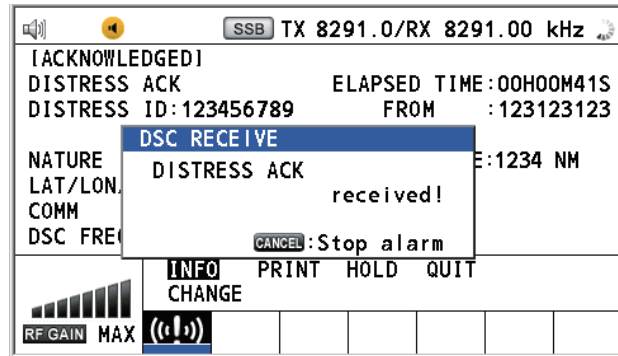 SSB TX 8291.0/RX 8291.00 kHz
[ACKNOWLEDGED]
DISTRESS ACK ELAPSED TIME:00H00M41S
DISTRESS ID:123456789 FROM :123123123
DSC RECEIVE
NATURE E:1234 NM
DISTRESS ACK
LAT/LON
received!
COMM
DSC FRE
CANCEL:Stop alarm
INFO PRINT HOLD QUIT
CHANGE
RF GAIN MAX